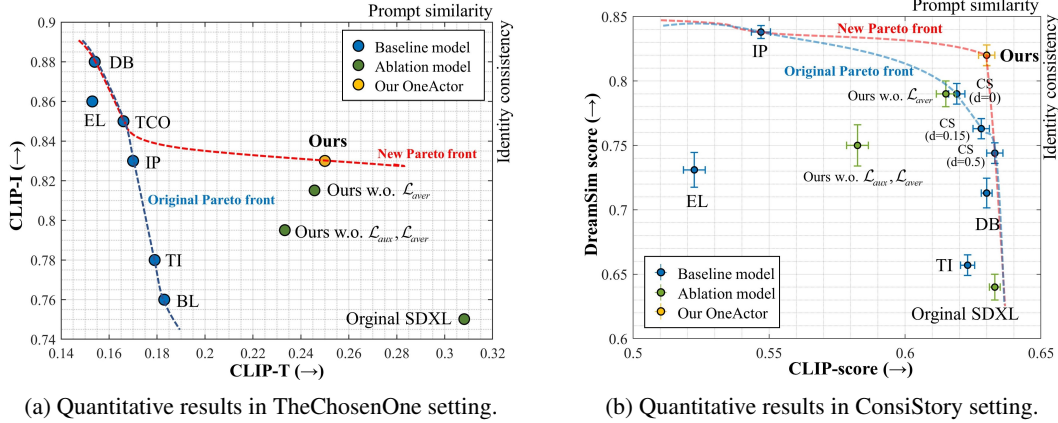 Prompt similarity
Identity consistency
0.9
0.88
0.86
0.84
0.82
0.8
0.78
0.76
0.74
CLIP-I (→)
0.14
0.16
0.18
0.2
0.22
0.24
0.26
0.28
0.3
0.32
CLIP-T (→)
Baseline model
Ablation model
Our OneActor
DB
EL
TCO
IP
Ours
New Pareto front
Ours w.o. ℒaver
Original Pareto front
Ours w.o. ℒaux, ℒaver
TI
BL
Orginal SDXL
(a) Quantitative results in TheChosenOne setting.
Prompt similarity
Identity consistency
0.85
0.8
0.75
0.7
0.65
0.6
DreamSim score (→)
0.5
0.55
0.6
0.65
CLIP-score (→)
New Pareto front
IP
Ours
Original Pareto front
Ours w.o. ℒaver
CS
(d=0)
CS
(d=0.15)
CS
(d=0.5)
Ours w.o. ℒaux, ℒaver
EL
DB
TI
Orginal SDXL
Baseline model
Ablation model
Our OneActor
(b) Quantitative results in ConsiStory setting.